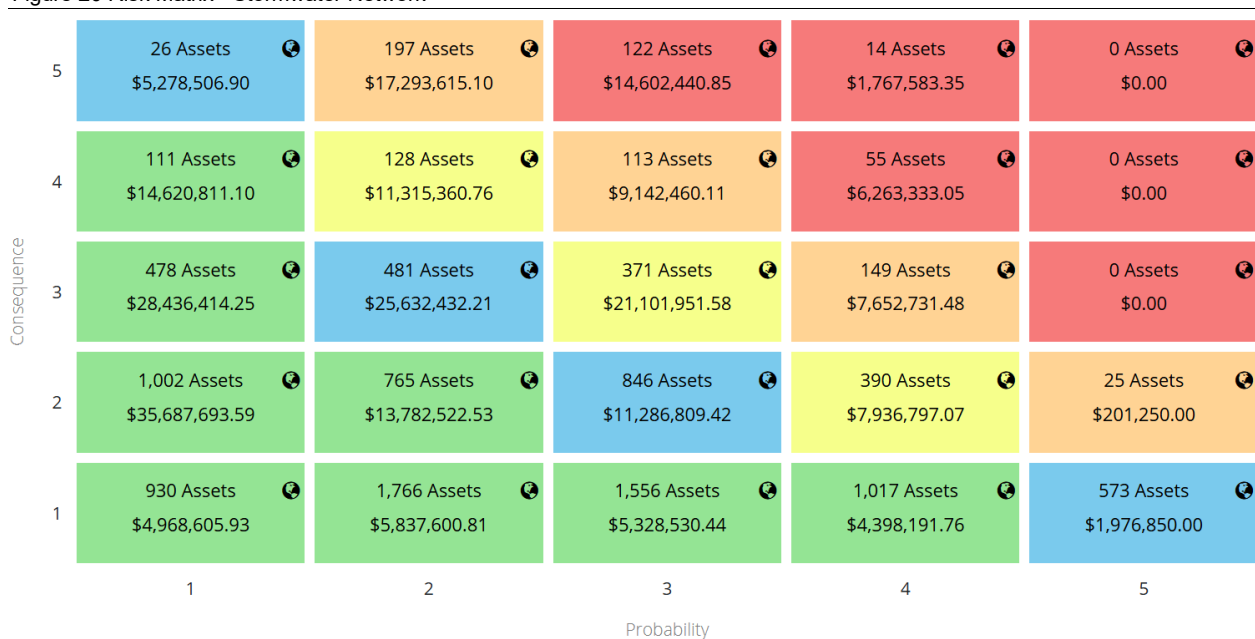 5
26 Assets
$5,278,506.90
197 Assets
$17,293,615.10
122 Assets
$14,602,440.85
14 Assets
$1,767,583.35
0 Assets
$0.00
4
111 Assets
$14,620,811.10
128 Assets
$11,315,360.76
113 Assets
$9,142,460.11
55 Assets
$6,263,333.05
0 Assets
$0.00
Consequence
3
478 Assets
$28,436,414.25
481 Assets
$25,632,432.21
371 Assets
$21,101,951.58
149 Assets
$7,652,731.48
0 Assets
$0.00
2
1,002 Assets
$35,687,693.59
765 Assets
$13,782,522.53
846 Assets
$11,286,809.42
390 Assets
$7,936,797.07
25 Assets
$201,250.00
1
930 Assets
$4,968,605.93
1,766 Assets
$5,837,600.81
1,556 Assets
$5,328,530.44
1,017 Assets
$4,398,191.76
573 Assets
$1,976,850.00
1 2 3 4 5
Probability